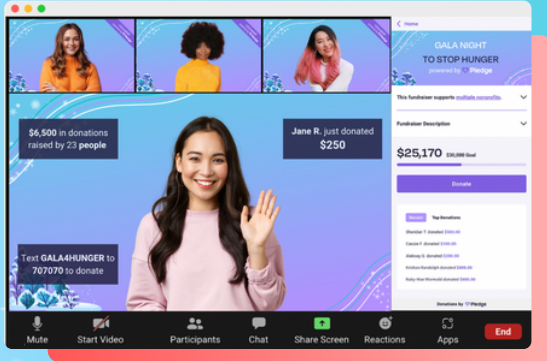 Home
GALA NIGHT
TO STOP HUNGER
powered by Pledge
This fundraiser supports multiple nonprofits.
Fundraiser Description
$25,170
Donate
Top Donations
Donations by Pledge
$6,500 in donations
raised by 23 people
Jane R. just donated
$250
Text GALA4HUNGER to
707070 to donate
Mute
Start Video
Participants
Chat
Share Screen
Reactions
Apps
End